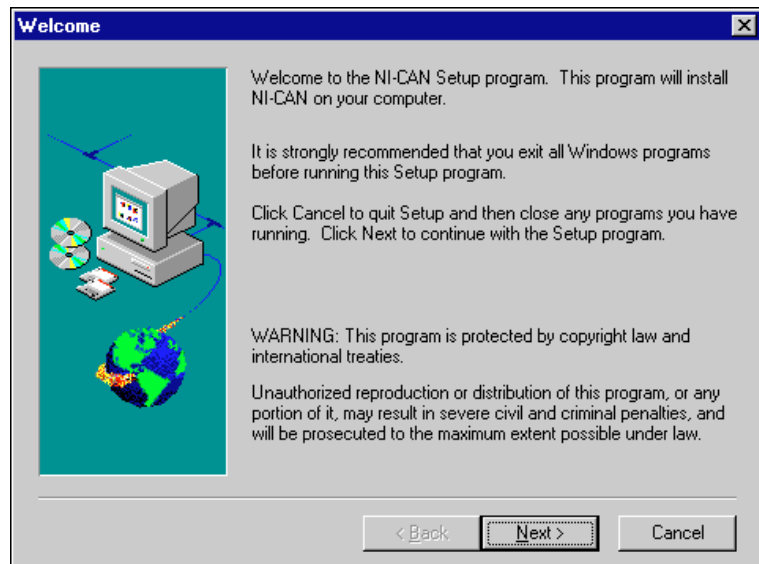 Welcome
Welcome to the NI-CAN Setup program.  This program will install
NI-CAN on your computer.
It is strongly recommended that you exit all Windows programs
before running this Setup program.
Click Cancel to quit Setup and then close any programs you have
running.  Click Next to continue with the Setup program.
WARNING: This program is protected by copyright law and
international treaties.
Unauthorized reproduction or distribution of this program, or any
portion of it, may result in severe civil and criminal penalties, and
will be prosecuted to the maximum extent possible under law.
< Back Next > Cancel